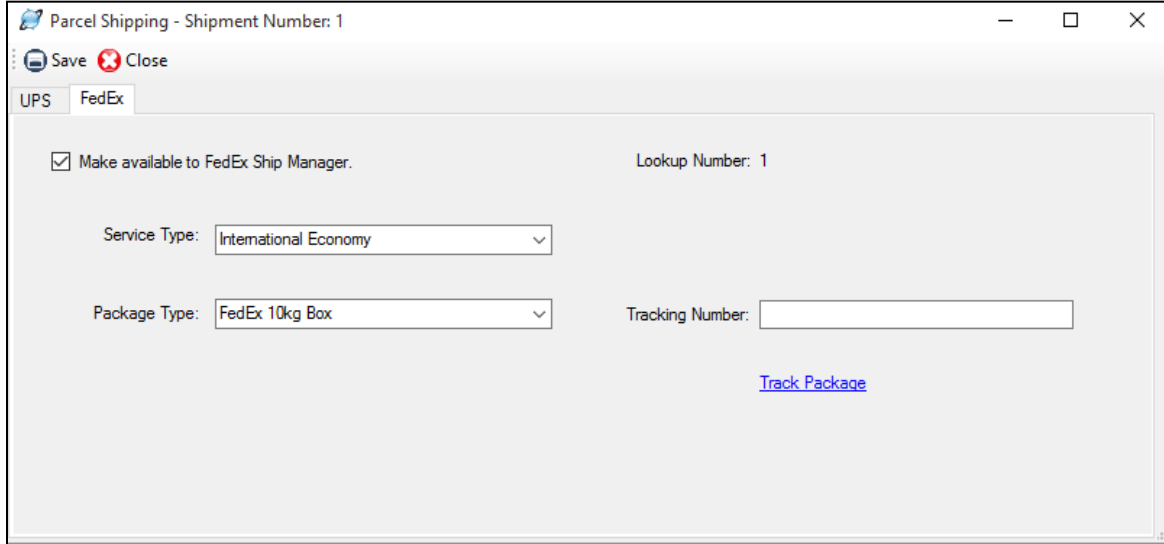 Parcel Shipping - Shipment Number: 1
Save Close
UPS FedEx
Make available to FedEx Ship Manager. Lookup Number: 1
Service Type: International Economy
Package Type: FedEx 10kg Box Tracking Number:
Track Package